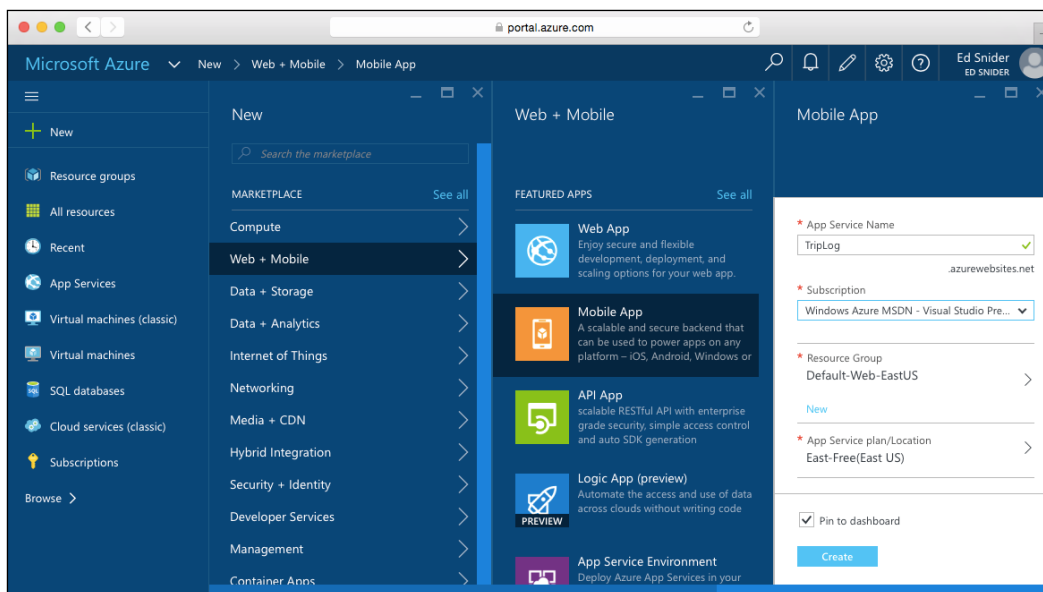 portal.azure.com
Microsoft Azure New > Web + Mobile > Mobile App
Ed Snider
ED SNIDER
New
Resource groups
All resources
Recent
App Services
Virtual machines (classic)
Virtual machines
SQL databases
Cloud services (classic)
Subscriptions
Browse >
New
Search the marketplace
MARKETPLACE See all
Compute
Web + Mobile
Data + Storage
Data + Analytics
Internet of Things
Networking
Media + CDN
Hybrid Integration
Security + Identity
Developer Services
Management
Container Apps
Web + Mobile
FEATURED APPS See all
Web App
Enjoy secure and flexible
development, deployment, and
scaling options for your web app.
Mobile App
A scalable and secure backend that
can be used to power apps on any
platform – iOS, Android, Windows or
API App
scalable RESTful API with enterprise
grade security, simple access control
and auto SDK generation
Logic App (preview)
Automate the access and use of data
across clouds without writing code
PREVIEW
App Service Environment
Deploy Azure App Services in your
Mobile App
* App Service Name
TripLog
.azurewebsites.net
* Subscription
Windows Azure MSDN - Visual Studio Pre...
* Resource Group
Default-Web-EastUS
New
* App Service plan/Location
East-Free(East US)
Pin to dashboard
Create